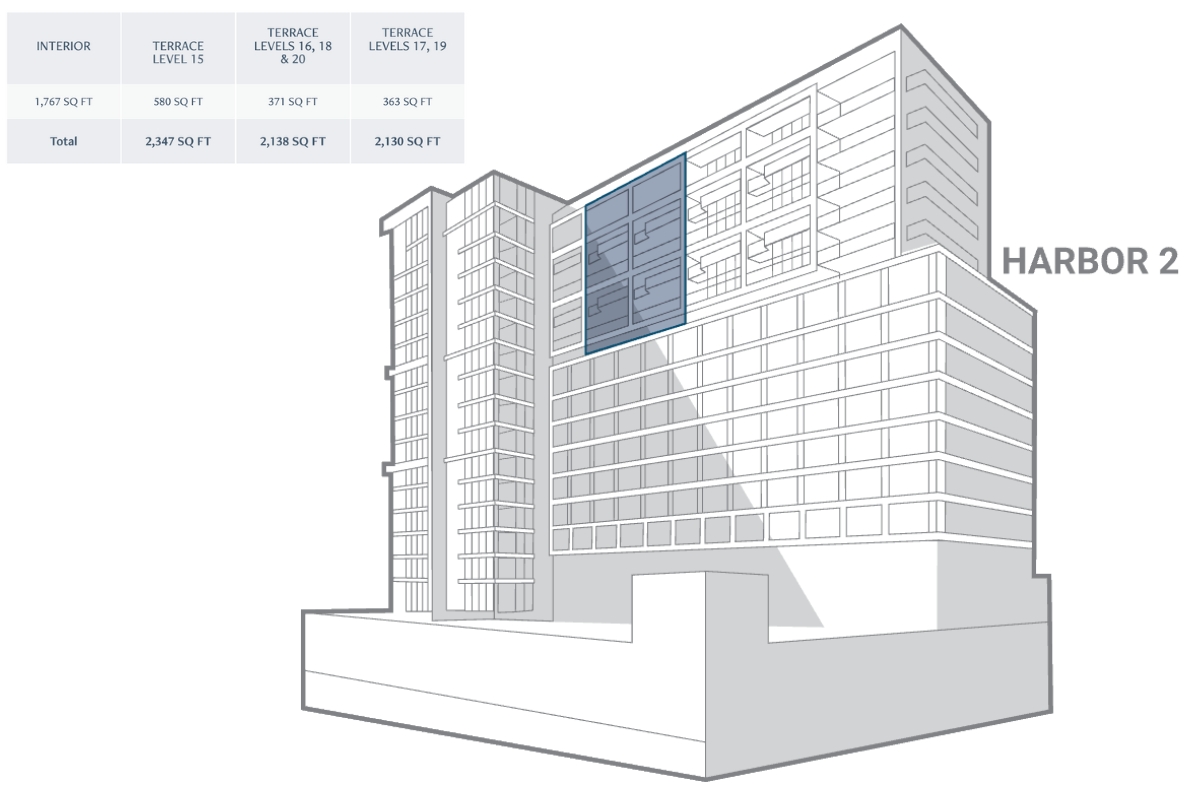 INTERIOR
TERRACE
LEVEL 15
TERRACE
LEVELS 16, 18
& 20
TERRACE
LEVELS 17, 19
1,767 SQ FT
580 SQ FT
371 SQ FT
363 SQ FT
Total
2,347 SQ FT
2,138 SQ FT
2,130 SQ FT
HARBOR 2